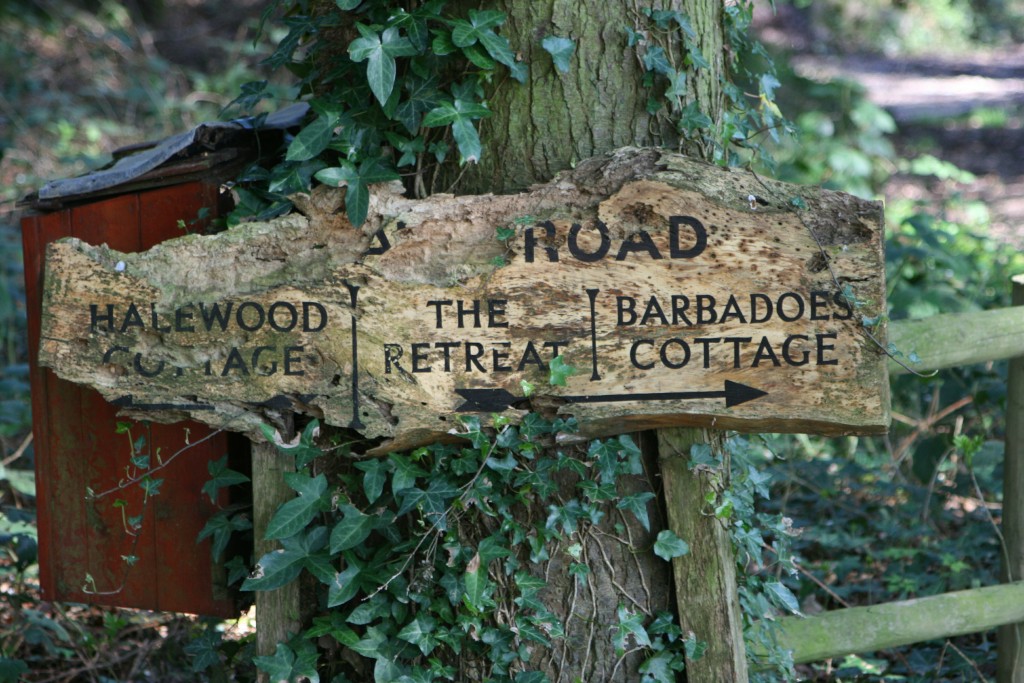 ROAD
HALEWOOD
COTTAGE
THE
RETREAT
BARBADOES
COTTAGE